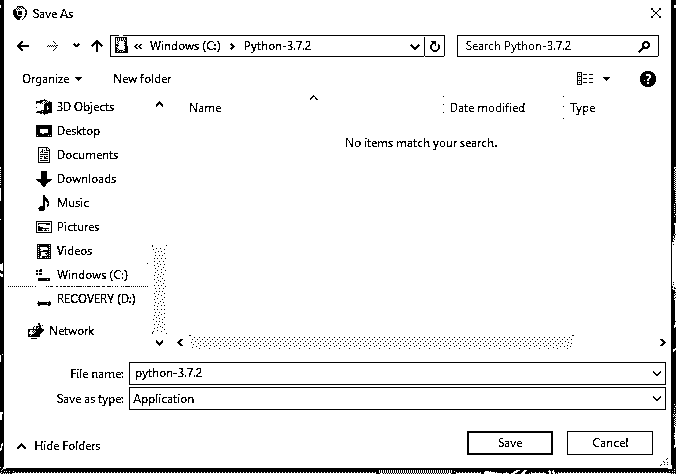 Save As
« Windows (C:) > Python-3.7.2
Search Python-3.7.2
Organize
New folder
3D Objects
Desktop
Documents
Downloads
Music
Pictures
Videos
Windows (C:)
RECOVERY (D:)
Network
Name
Date modified
Type
No items match your search.
File name: python-3.7.2
Save as type: Application
Hide Folders
Save
Cancel